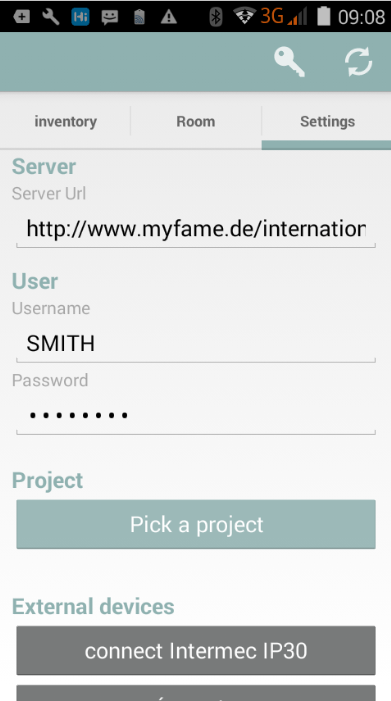 Hi
3G
09:08
inventory
Room
Settings
Server
Server Url
http://www.myfame.de/internation
User
Username
SMITH
Password
Project
Pick a project
External devices
connect Intermec IP30